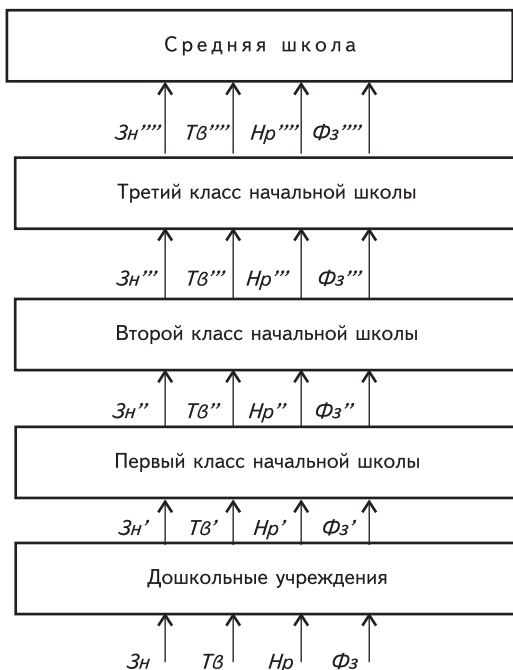 Средняя школа
Зн'''' Тв'''' Нр'''' Фз''''
Третий класс начальной школы
Зн''' Тв''' Нр''' Фз'''
Второй класс начальной школы
Зн'' Тв'' Нр'' Фз''
Первый класс начальной школы
Зн' Тв' Нр' Фз'
Дошкольные учреждения
Зн Тв Нр Фз